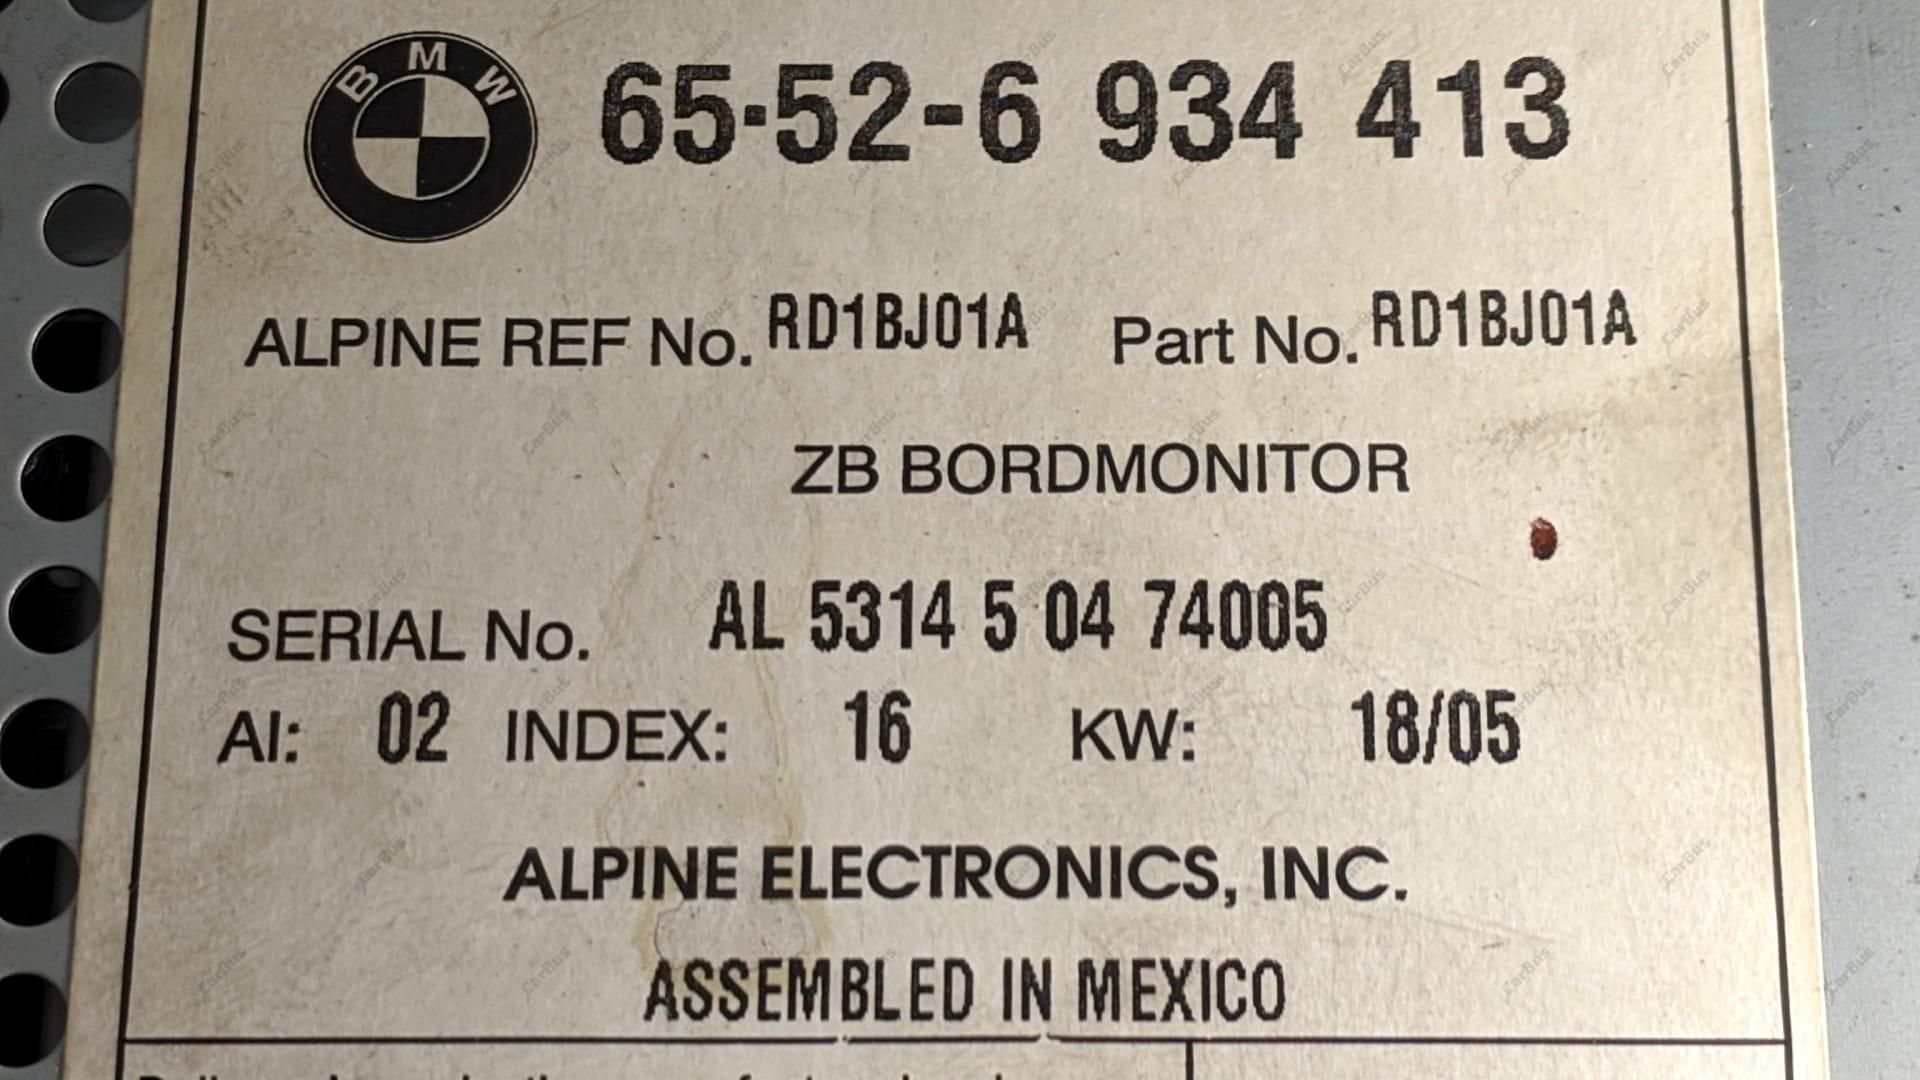 BMW 65·52-6 934 413
ALPINE REF No. RD1BJ01A Part No. RD1BJ01A
ZB BORDMONITOR
SERIAL No. AL 5314 5 04 74005
AI: 02 INDEX: 16 KW: 18/05
ALPINE ELECTRONICS, INC.
ASSEMBLED IN MEXICO